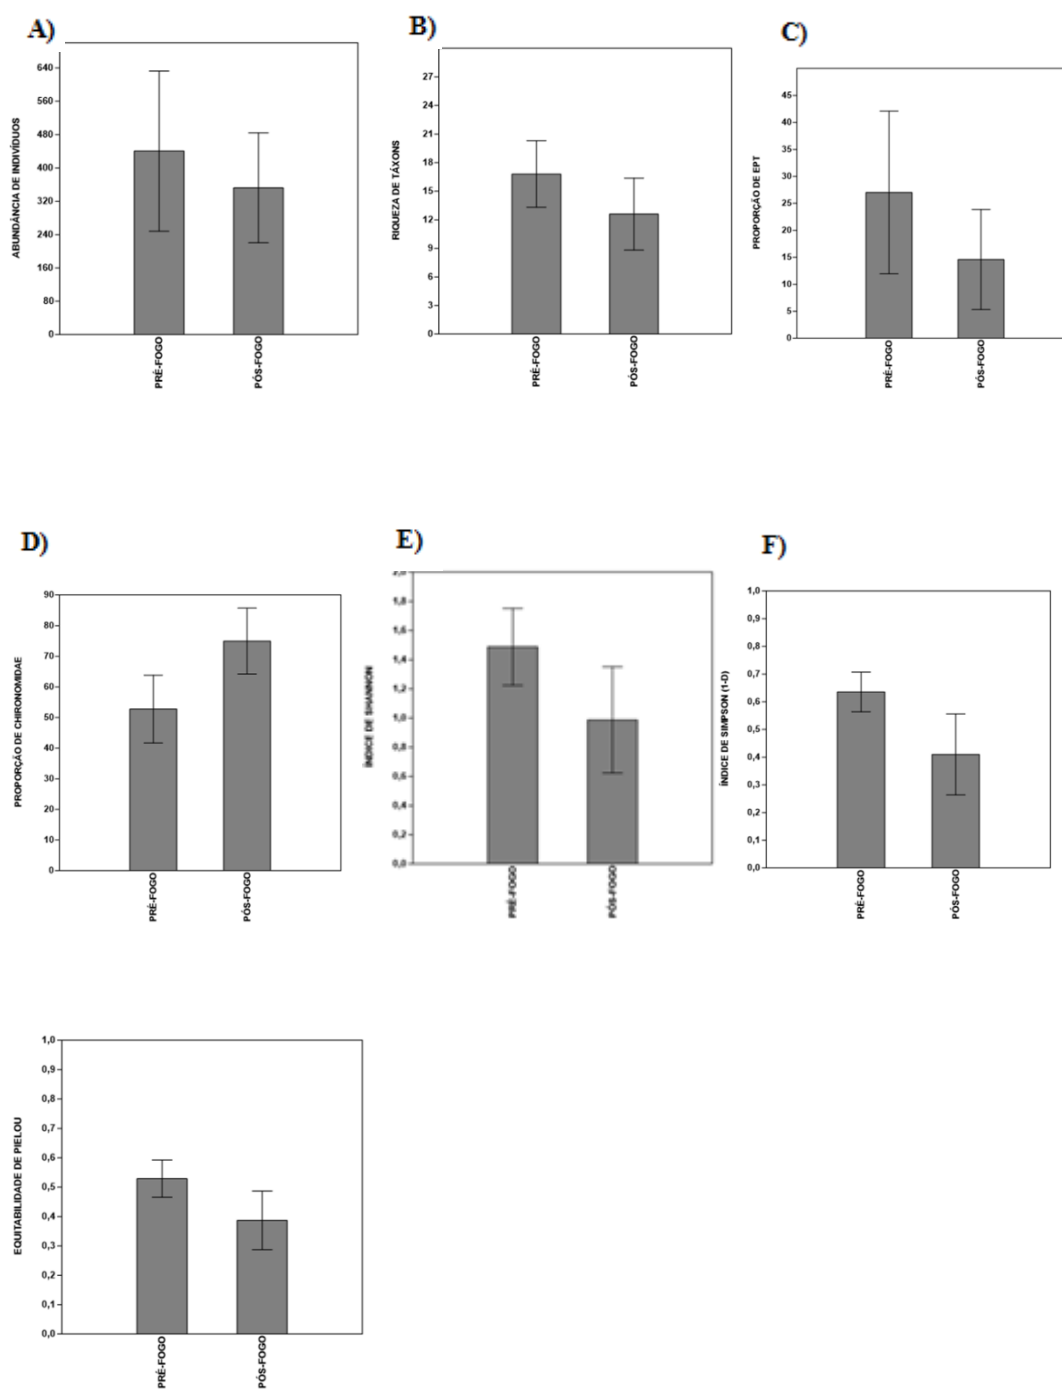 A)
ABUNDÂNCIA DE INDIVÍDUOS
640
560
480
400
320
240
160
80
0
PRÉ-FOGO
PÓS-FOGO
B)
RIQUEZA DE TÁXONS
27
24
21
18
15
12
9
6
3
0
PRÉ-FOGO
PÓS-FOGO
C)
PROPORÇÃO DE EPT
45
40
35
30
25
20
15
10
5
0
PRÉ-FOGO
PÓS-FOGO
D)
PROPORÇÃO DE CHIRONOMIDAE
90
80
70
60
50
40
30
20
10
0
PRÉ-FOGO
PÓS-FOGO
E)
ÍNDICE DE SHANNON
2,0
1,8
1,6
1,4
1,2
1,0
0,8
0,6
0,4
0,2
0,0
PRÉ-FOGO
PÓS-FOGO
F)
ÍNDICE DE SIMPSON (1-D)
1,0
0,9
0,8
0,7
0,6
0,5
0,4
0,3
0,2
0,1
0,0
PRÉ-FOGO
PÓS-FOGO
EQUITABILIDADE DE PIELOU
1,0
0,9
0,8
0,7
0,6
0,5
0,4
0,3
0,2
0,1
0,0
PRÉ-FOGO
PÓS-FOGO